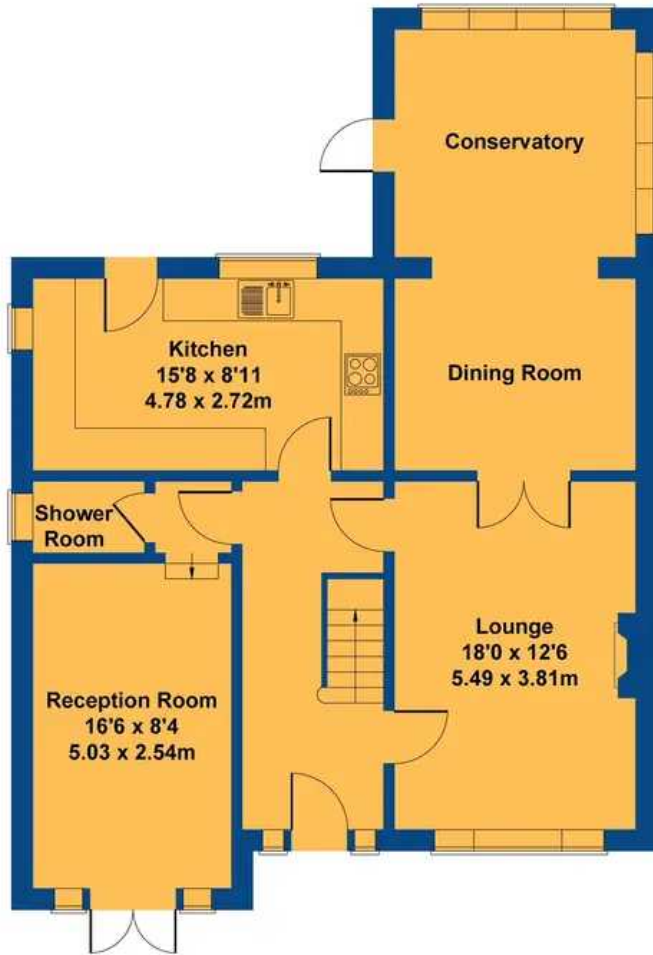 Conservatory
Kitchen
15'8 x 8'11
4.78 x 2.72m
Dining Room
Shower
Room
Lounge
18'0 x 12'6
5.49 x 3.81m
Reception Room
16'6 x 8'4
5.03 x 2.54m